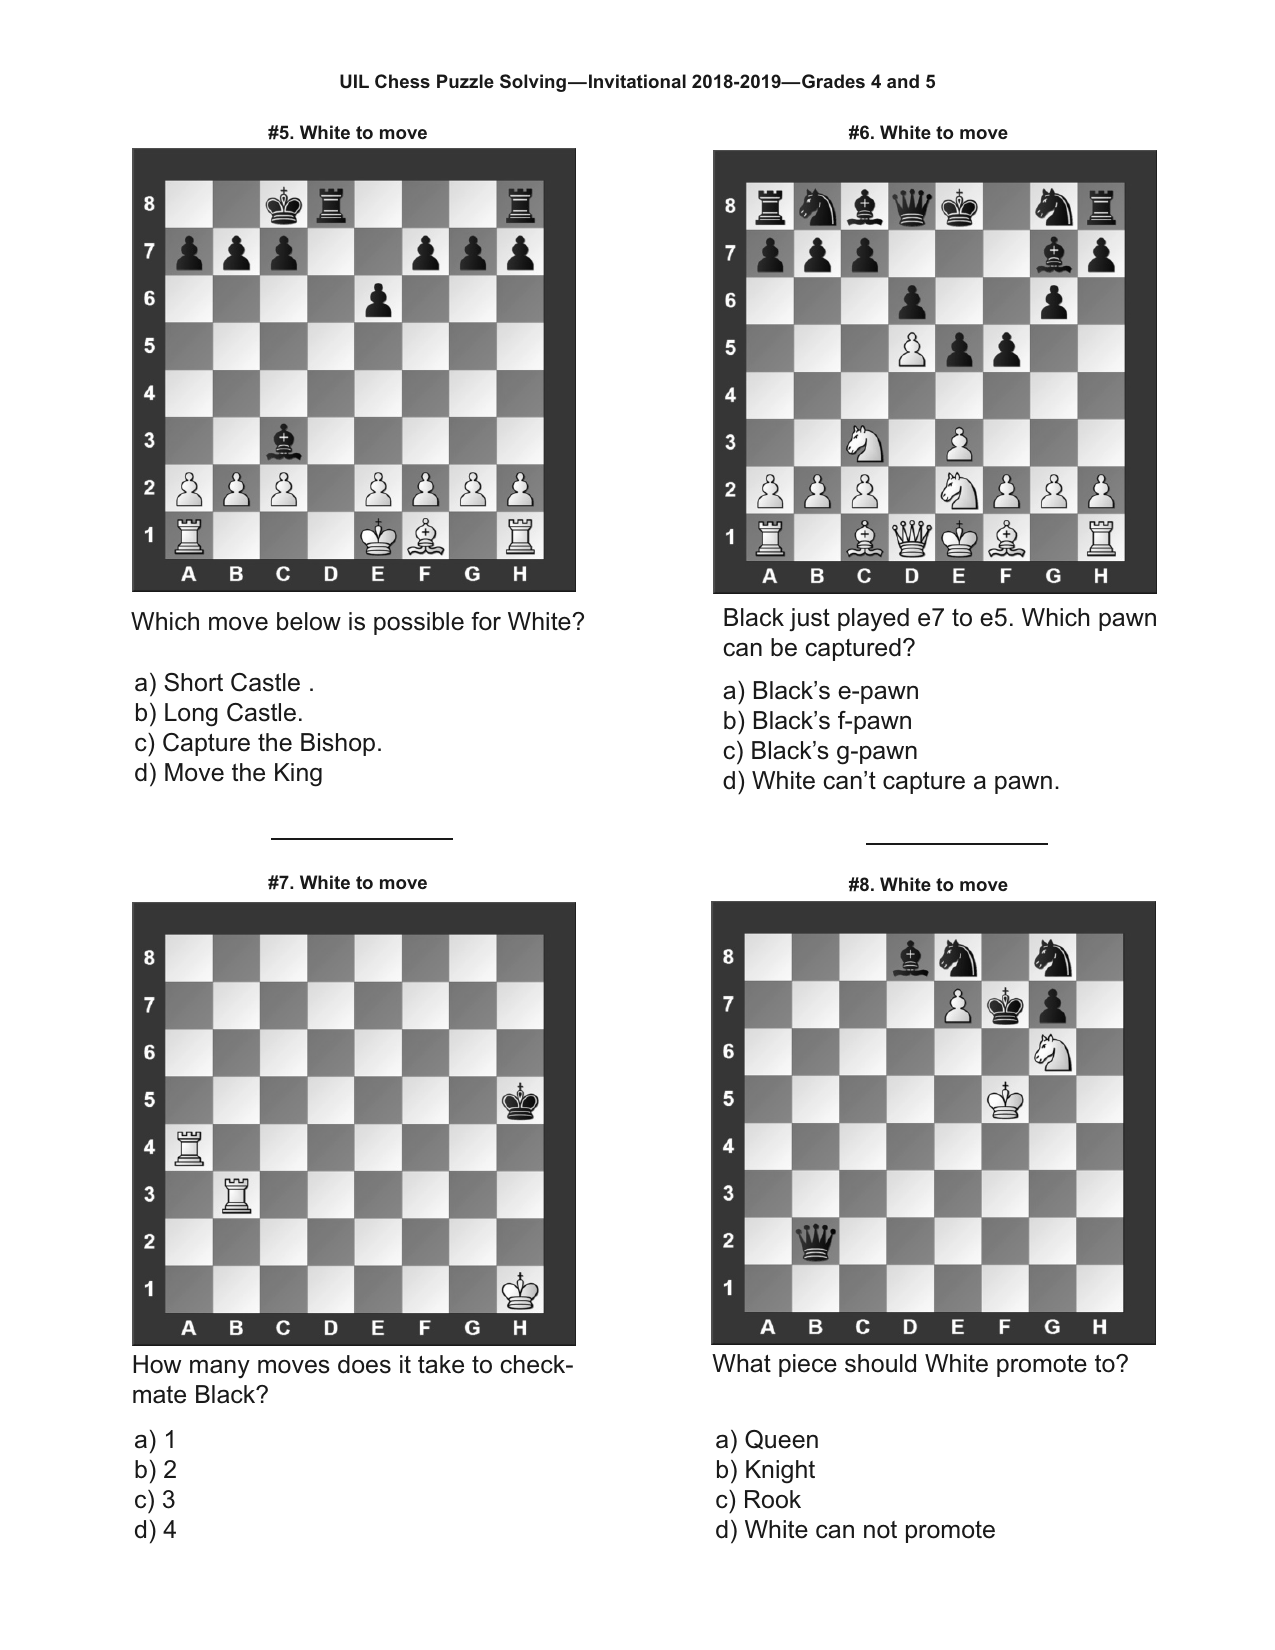 UIL Chess Puzzle Solving—Invitational 2018-2019—Grades 4 and 5
#5. White to move
8
7
6
5
4
3
2
1
A B C D E F G H
Which move below is possible for White?
a) Short Castle .
b) Long Castle.
c) Capture the Bishop.
d) Move the King
#6. White to move
8
7
6
5
4
3
2
1
A B C D E F G H
Black just played e7 to e5. Which pawn
can be captured?
a) Black’s e-pawn
b) Black’s f-pawn
c) Black’s g-pawn
d) White can’t capture a pawn.
#7. White to move
8
7
6
5
4
3
2
1
A B C D E F G H
How many moves does it take to check-
mate Black?
a) 1
b) 2
c) 3
d) 4
#8. White to move
8
7
6
5
4
3
2
1
A B C D E F G H
What piece should White promote to?
a) Queen
b) Knight
c) Rook
d) White can not promote